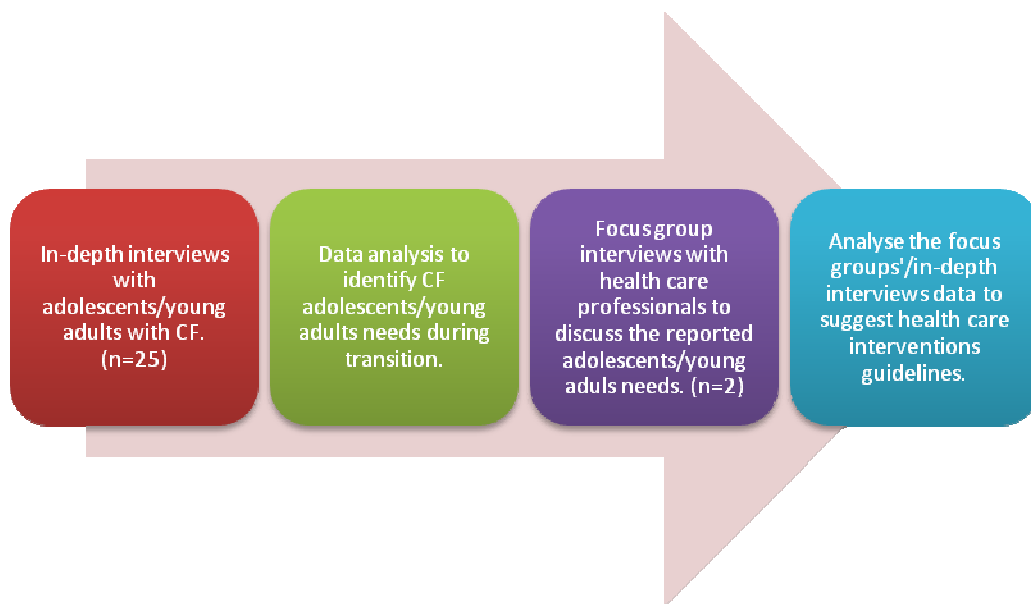 In-depth interviews
with
adolescents/young
adults with CF.
(n=25)
Data analysis to
identify CF
adolescents/young
adults needs during
transition.
Focus group
interviews with
health care
professionals to
discuss the reported
adolescents/young
aduls needs. (n=2)
Analyse the focus
groups'/in-depth
interviews data to
suggest health care
interventions
guidelines.